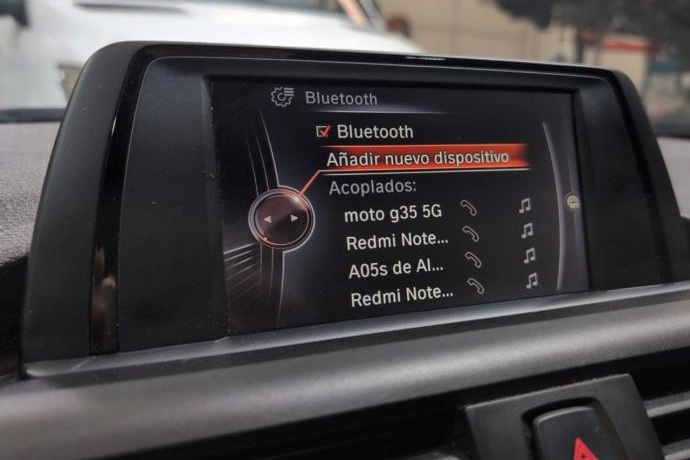 Bluetooth
Bluetooth
Añadir nuevo dispositivo
Acoplados:
moto g35 5G
Redmi Note...
A05s de Al...
Redmi Note...